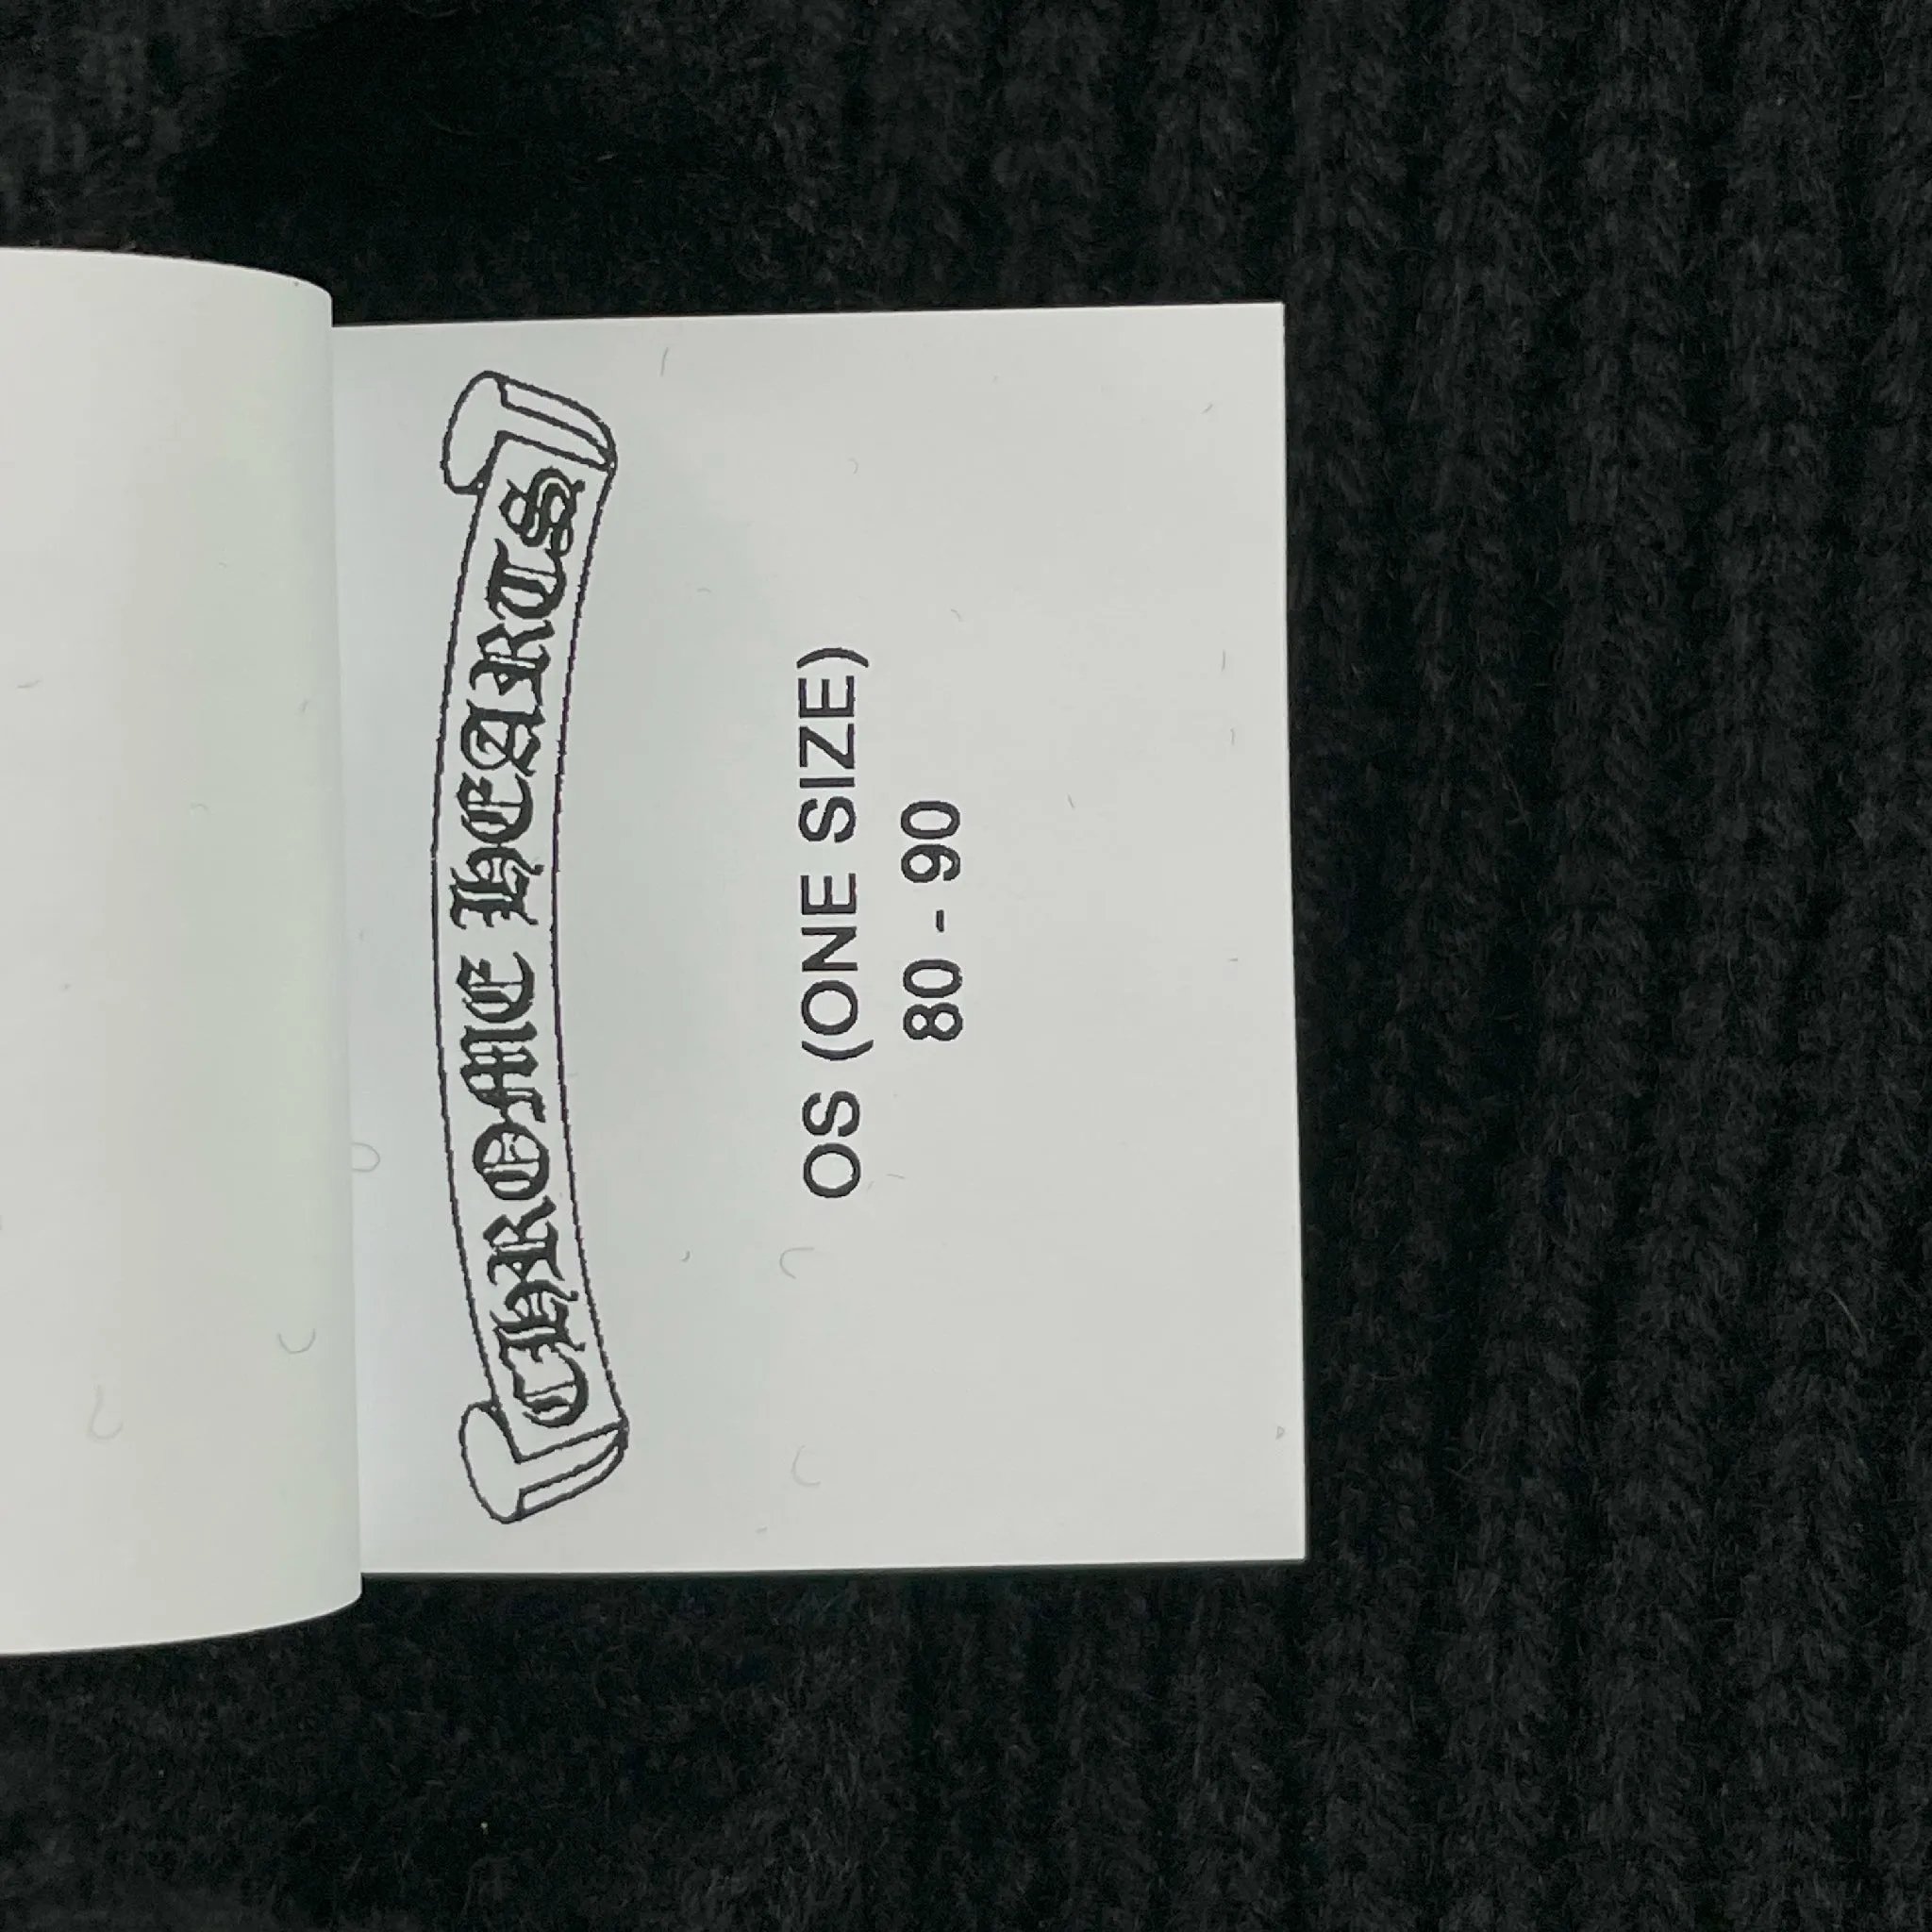 CHROME HEARTS
OS (ONE SIZE)
80 - 90